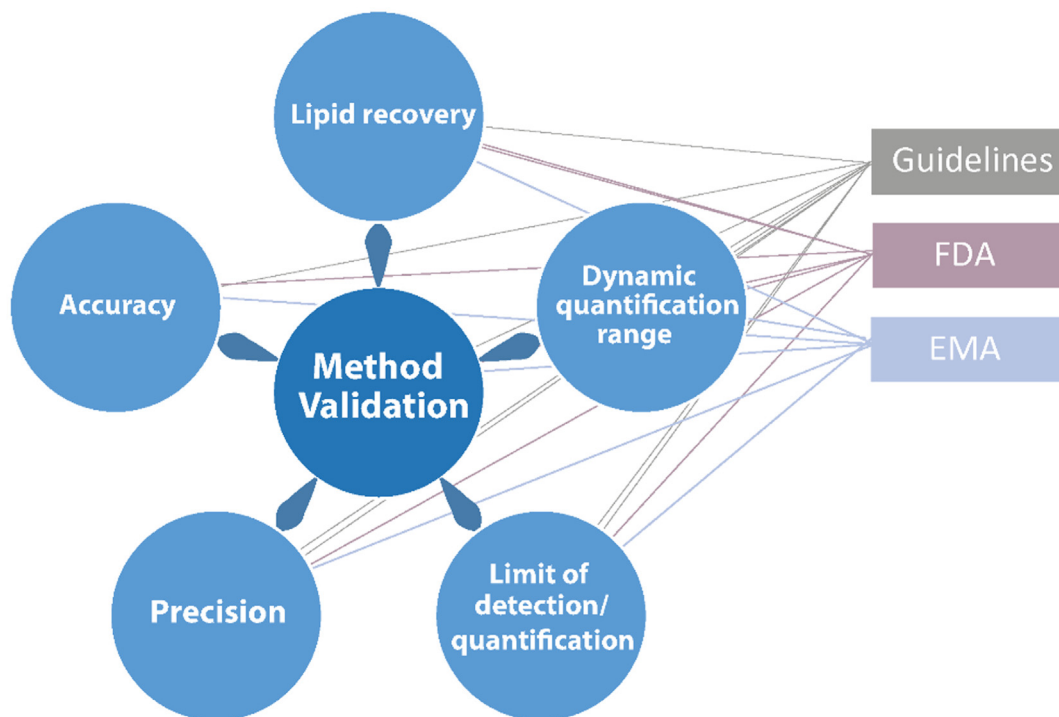 Lipid recovery
Guidelines
FDA
EMA
Accuracy
Dynamic
quantification
range
Method
Validation
Precision
Limit of
detection/
quantification